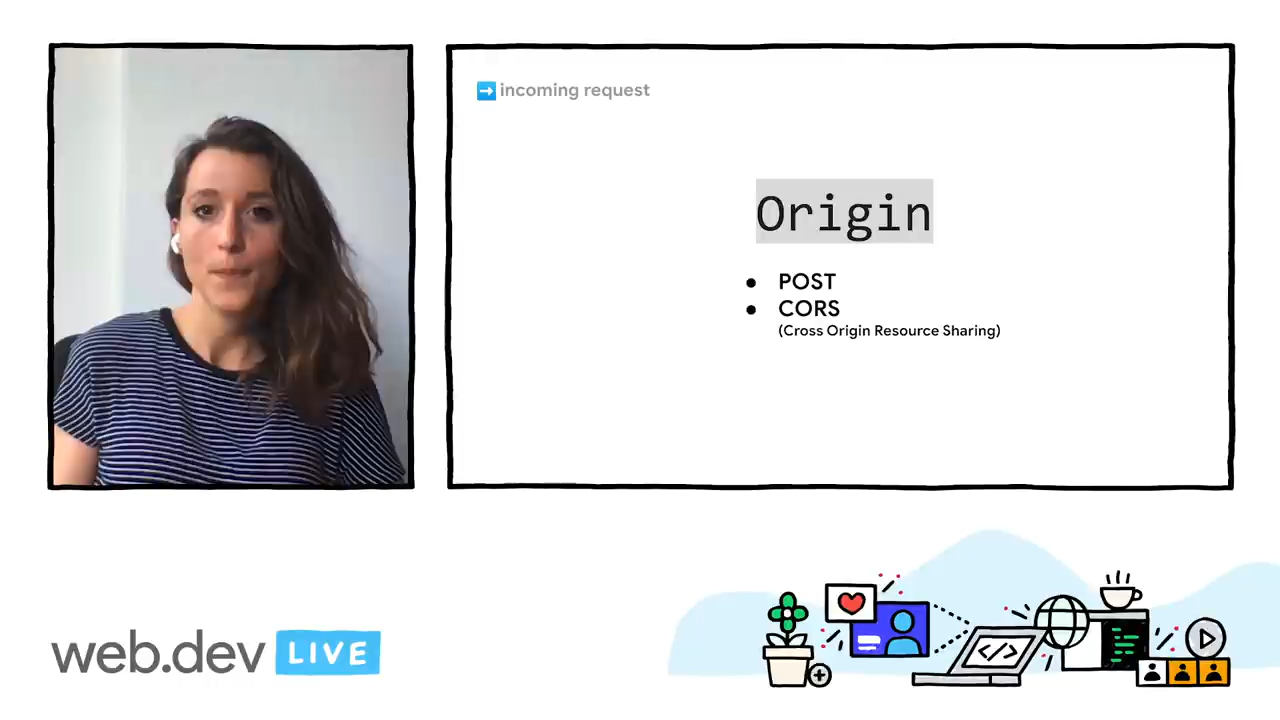 ➡ incoming request
Origin
● POST
● CORS
(Cross Origin Resource Sharing)
</>
web.dev LIVE